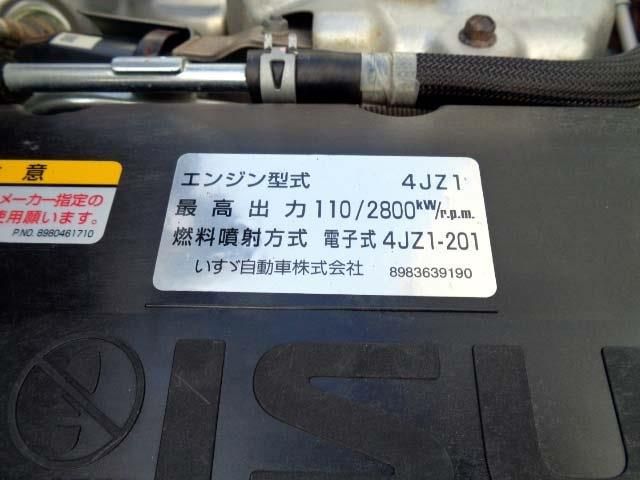 意
メーカー指定の
使用願います。
P.NO. 8980461710
エンジン型式 4JZ1
最高出力 110/2800kW/r.p.m.
燃料噴射方式 電子式 4JZ1-201
いすゞ自動車株式会社 8983639190
ISU